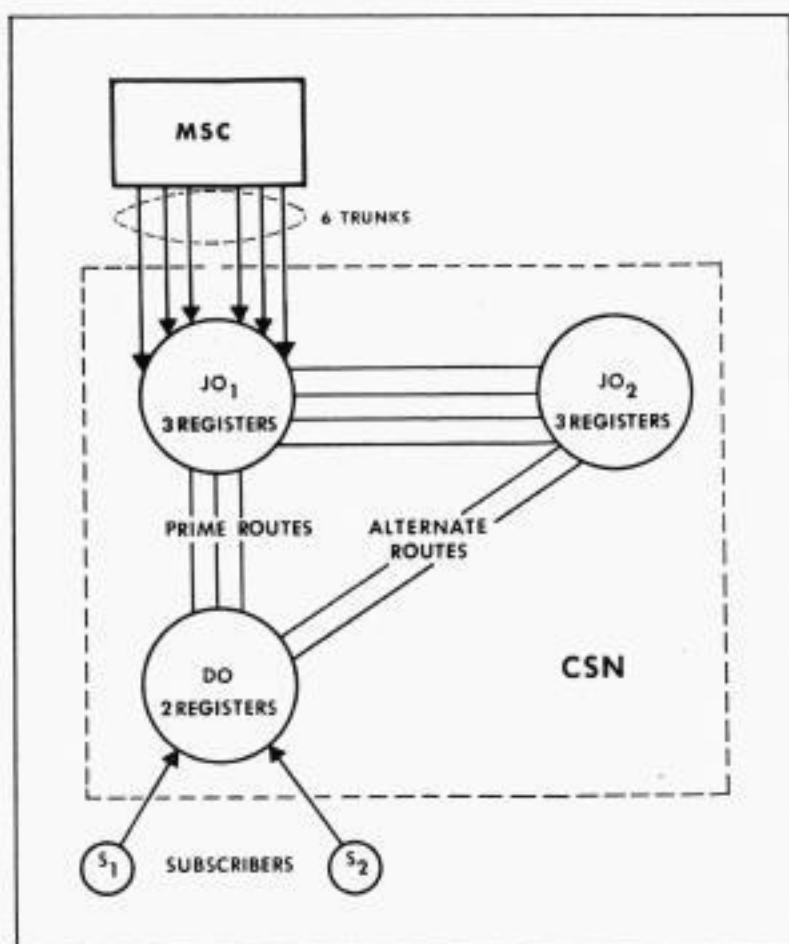 MSC
6 TRUNKS
JO1
3 REGISTERS
JO2
3 REGISTERS
PRIME ROUTES
ALTERNATE
ROUTES
DO
2 REGISTERS
CSN
S1
SUBSCRIBERS
S2